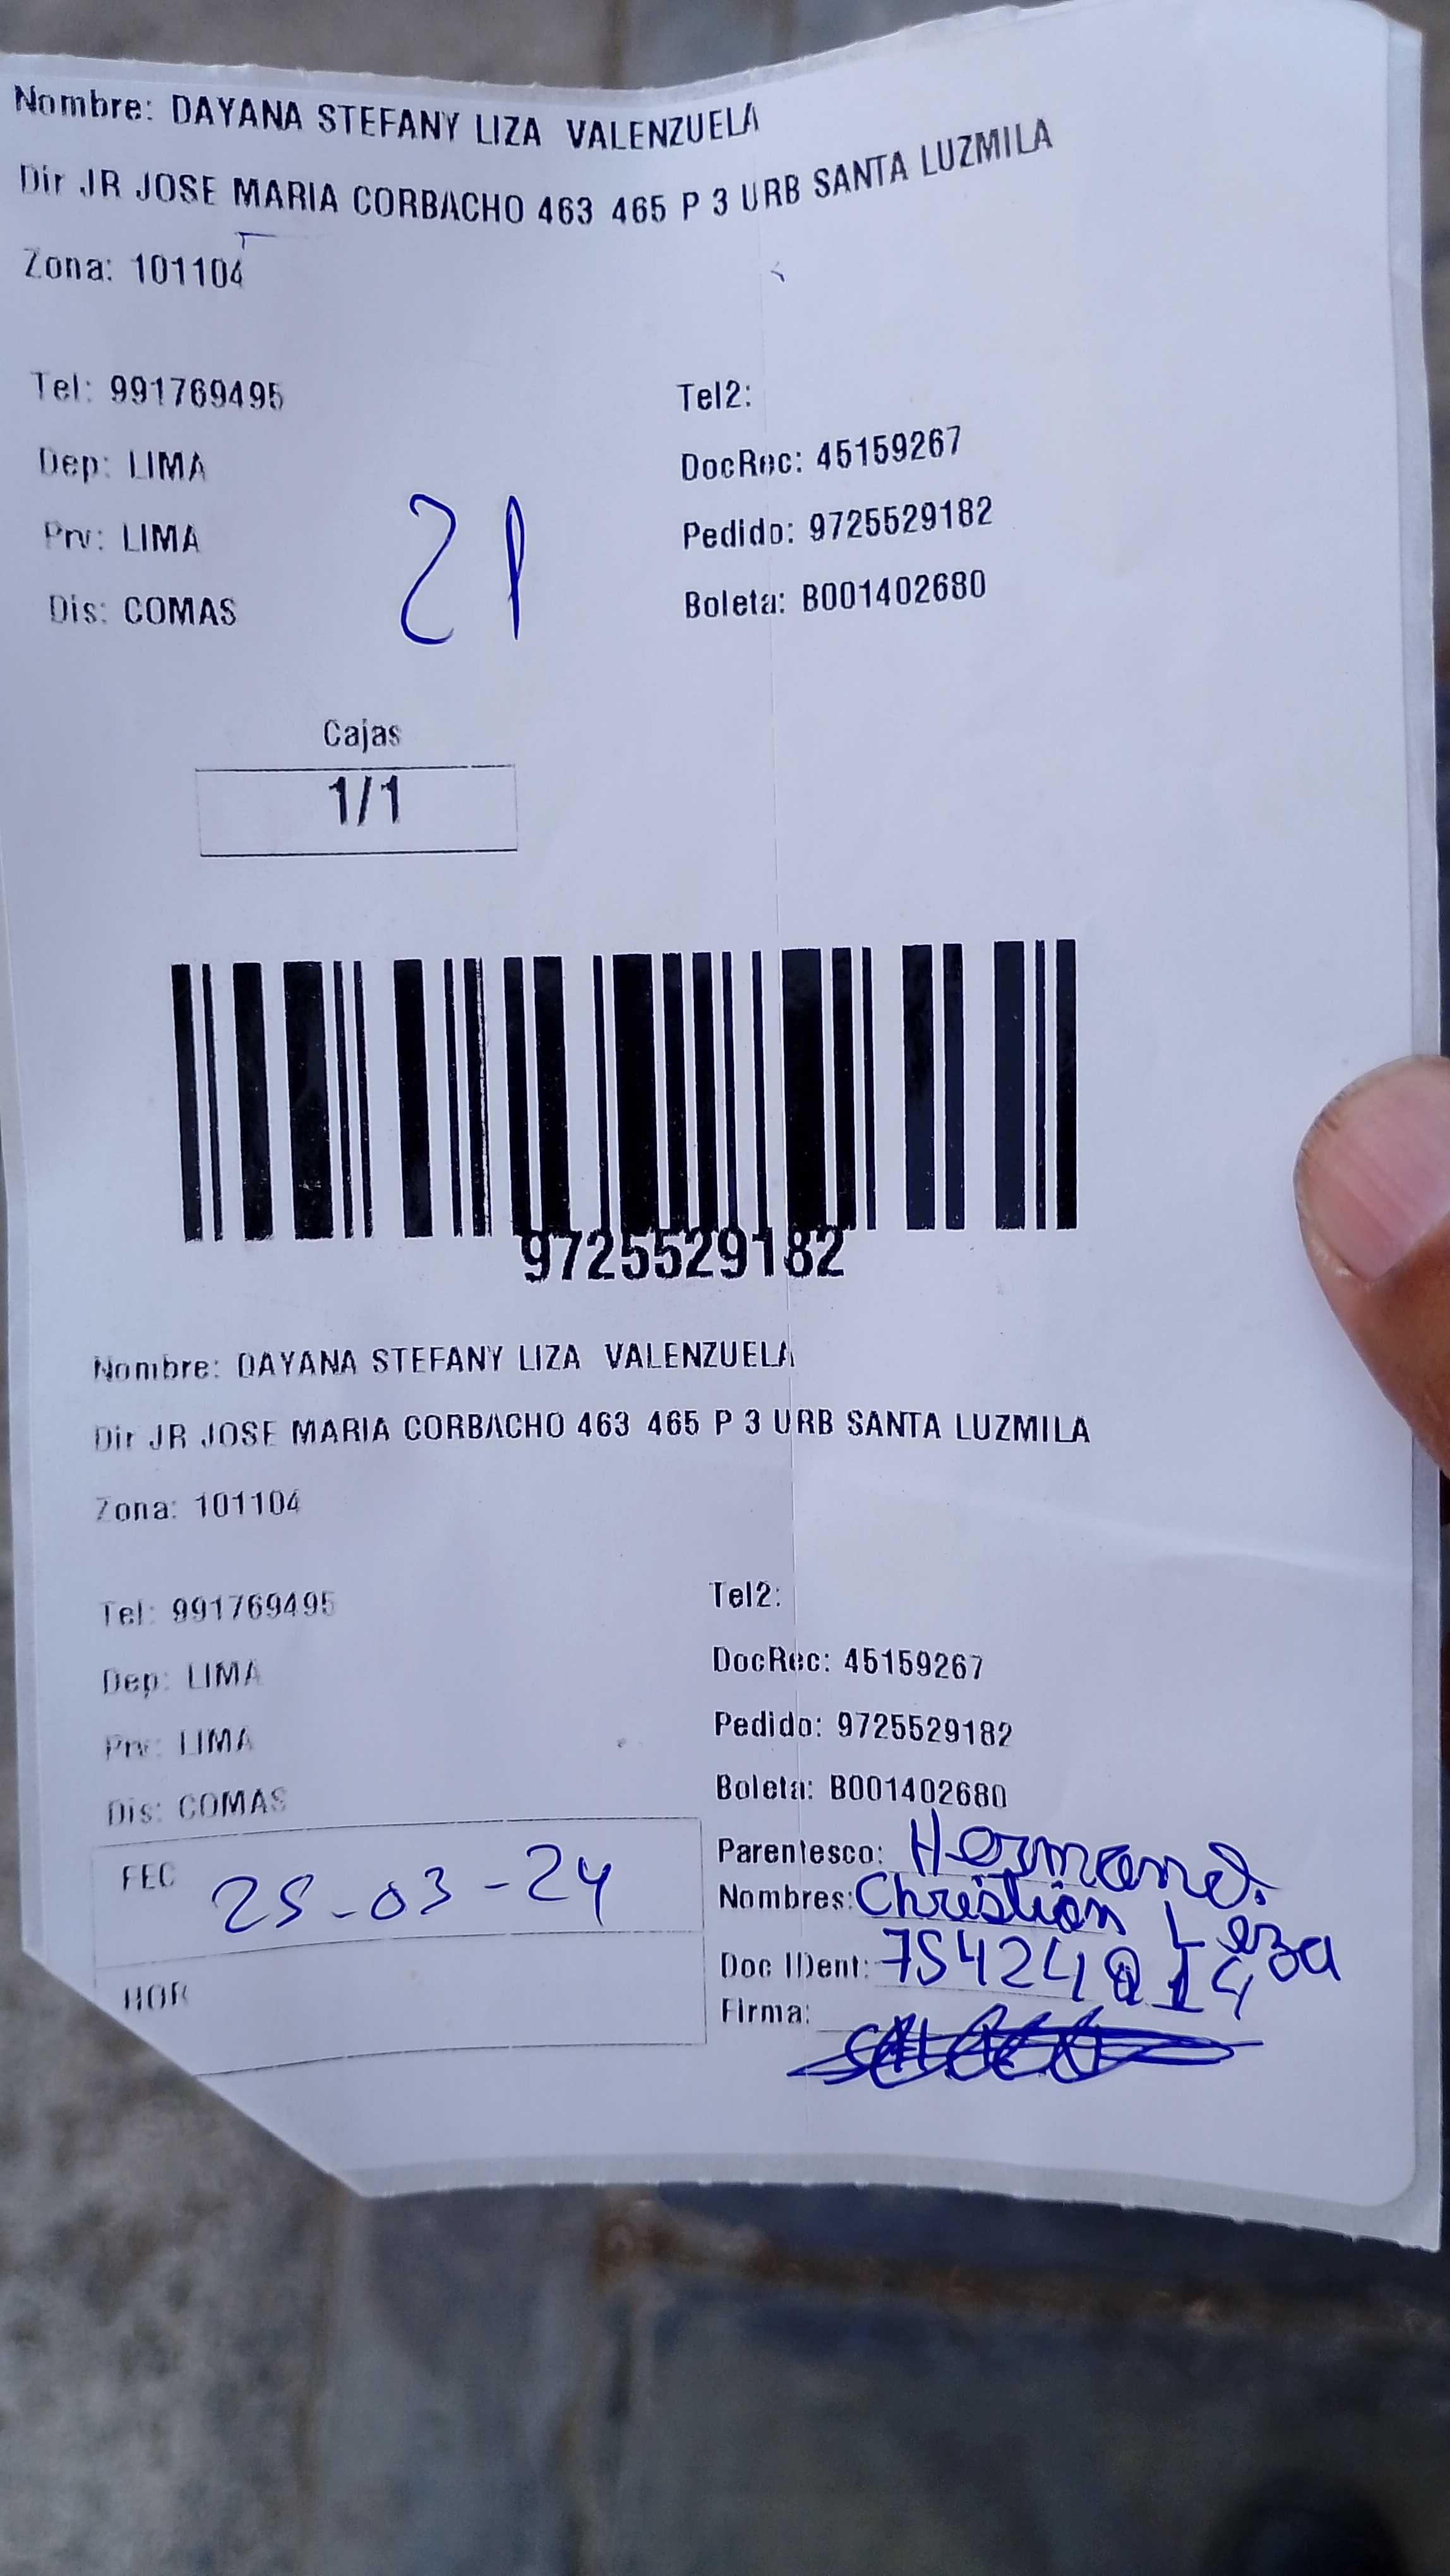 Nombre: DAYANA STEFANY LIZA VALENZUELA
Dir JR JOSE MARIA CORBACHO 463 465 P 3 URB SANTA LUZMILA
Zona: 101104
Tel: 991769495 Tel2:
Dep: LIMA DocRec: 45159267
Prv: LIMA Pedido: 9725529182
Dis: COMAS Boleta: B001402680
21
Cajas
1/1
9725529182
Nombre: DAYANA STEFANY LIZA VALENZUELA
Dir JR JOSE MARIA CORBACHO 463 465 P 3 URB SANTA LUZMILA
Zona: 101104
Tel: 991769495 Tel2:
Dep: LIMA DocRec: 45159267
Prv: LIMA Pedido: 9725529182
Dis: COMAS Boleta: B001402680
FEC 25-03-24
HOR
Parentesco:
Nombres: Christian
Doc IDent:
Firma: